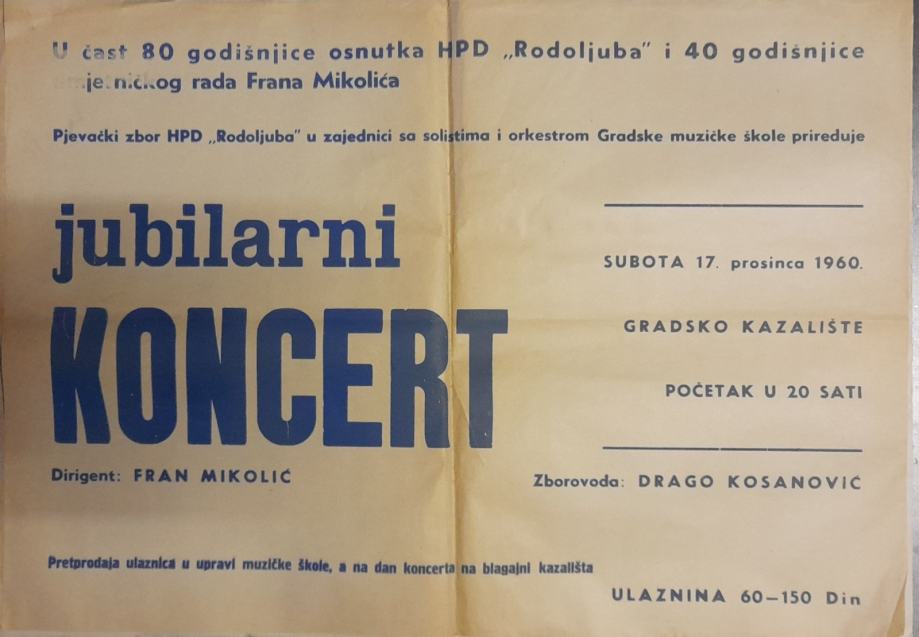 U čast 80 godišnjice osnutka HPD „Rodoljuba" i 40 godišnjice
umjetničkog rada Frana Mikolića
Pjevački zbor HPD „Rodoljuba" u zajednici sa solistima i orkestrom Gradske muzičke škole priređuje
jubilarni
KONCERT
SUBOTA 17. prosinca 1960.
GRADSKO KAZALIŠTE
POČETAK U 20 SATI
Dirigent: FRAN MIKOLIĆ
Zborovođa: DRAGO KOSANOVIĆ
Pretprodaja ulaznica u upravi muzičke škole, a na dan koncerta na blagajni kazališta
ULAZNINA 60—150 Din